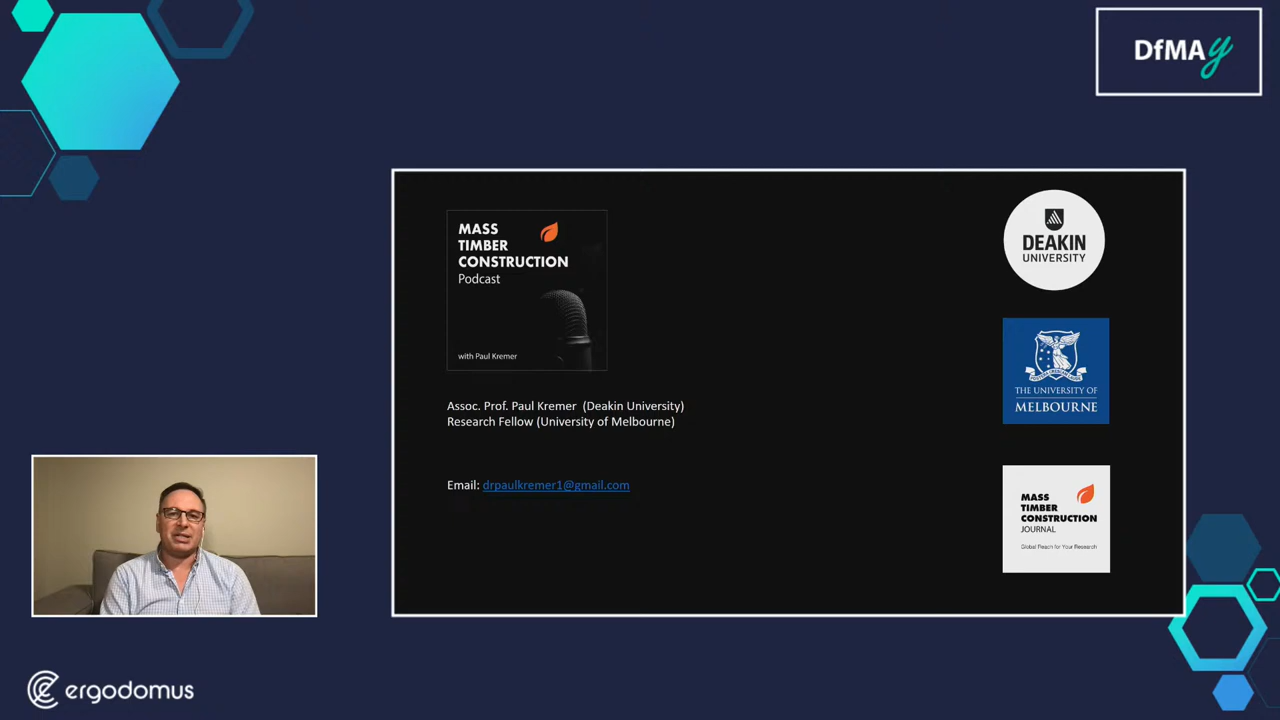 DfMAy
MASS
TIMBER
CONSTRUCTION
Podcast
with Paul Kremer
Assoc. Prof. Paul Kremer (Deakin University)
Research Fellow (University of Melbourne)
Email: drpaulkremer1@gmail.com
DEAKIN
UNIVERSITY
THE UNIVERSITY OF
MELBOURNE
MASS
TIMBER
CONSTRUCTION
JOURNAL
Global Reach for Your Research
ergodomus